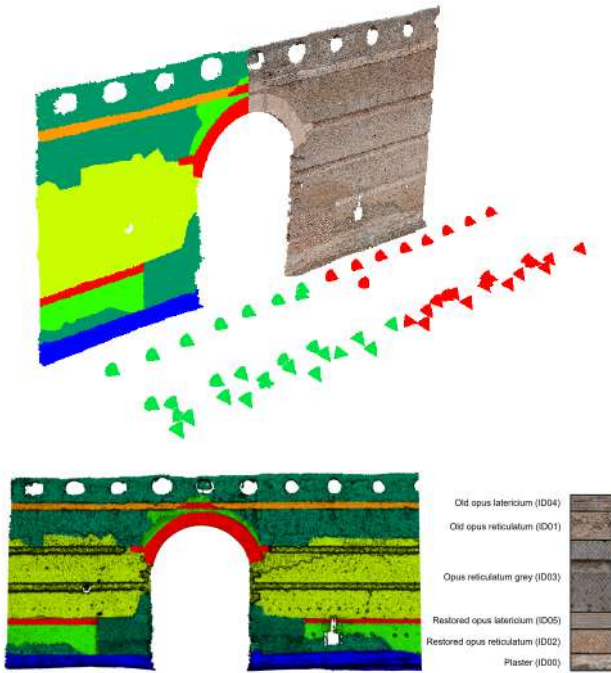 Old opus latericium (ID04)
Old opus reticulatum (ID01)
Opus reticulatum grey (ID03)
Restored opus latericium (ID05)
Restored opus reticulatum (ID02)
Plaster (ID00)